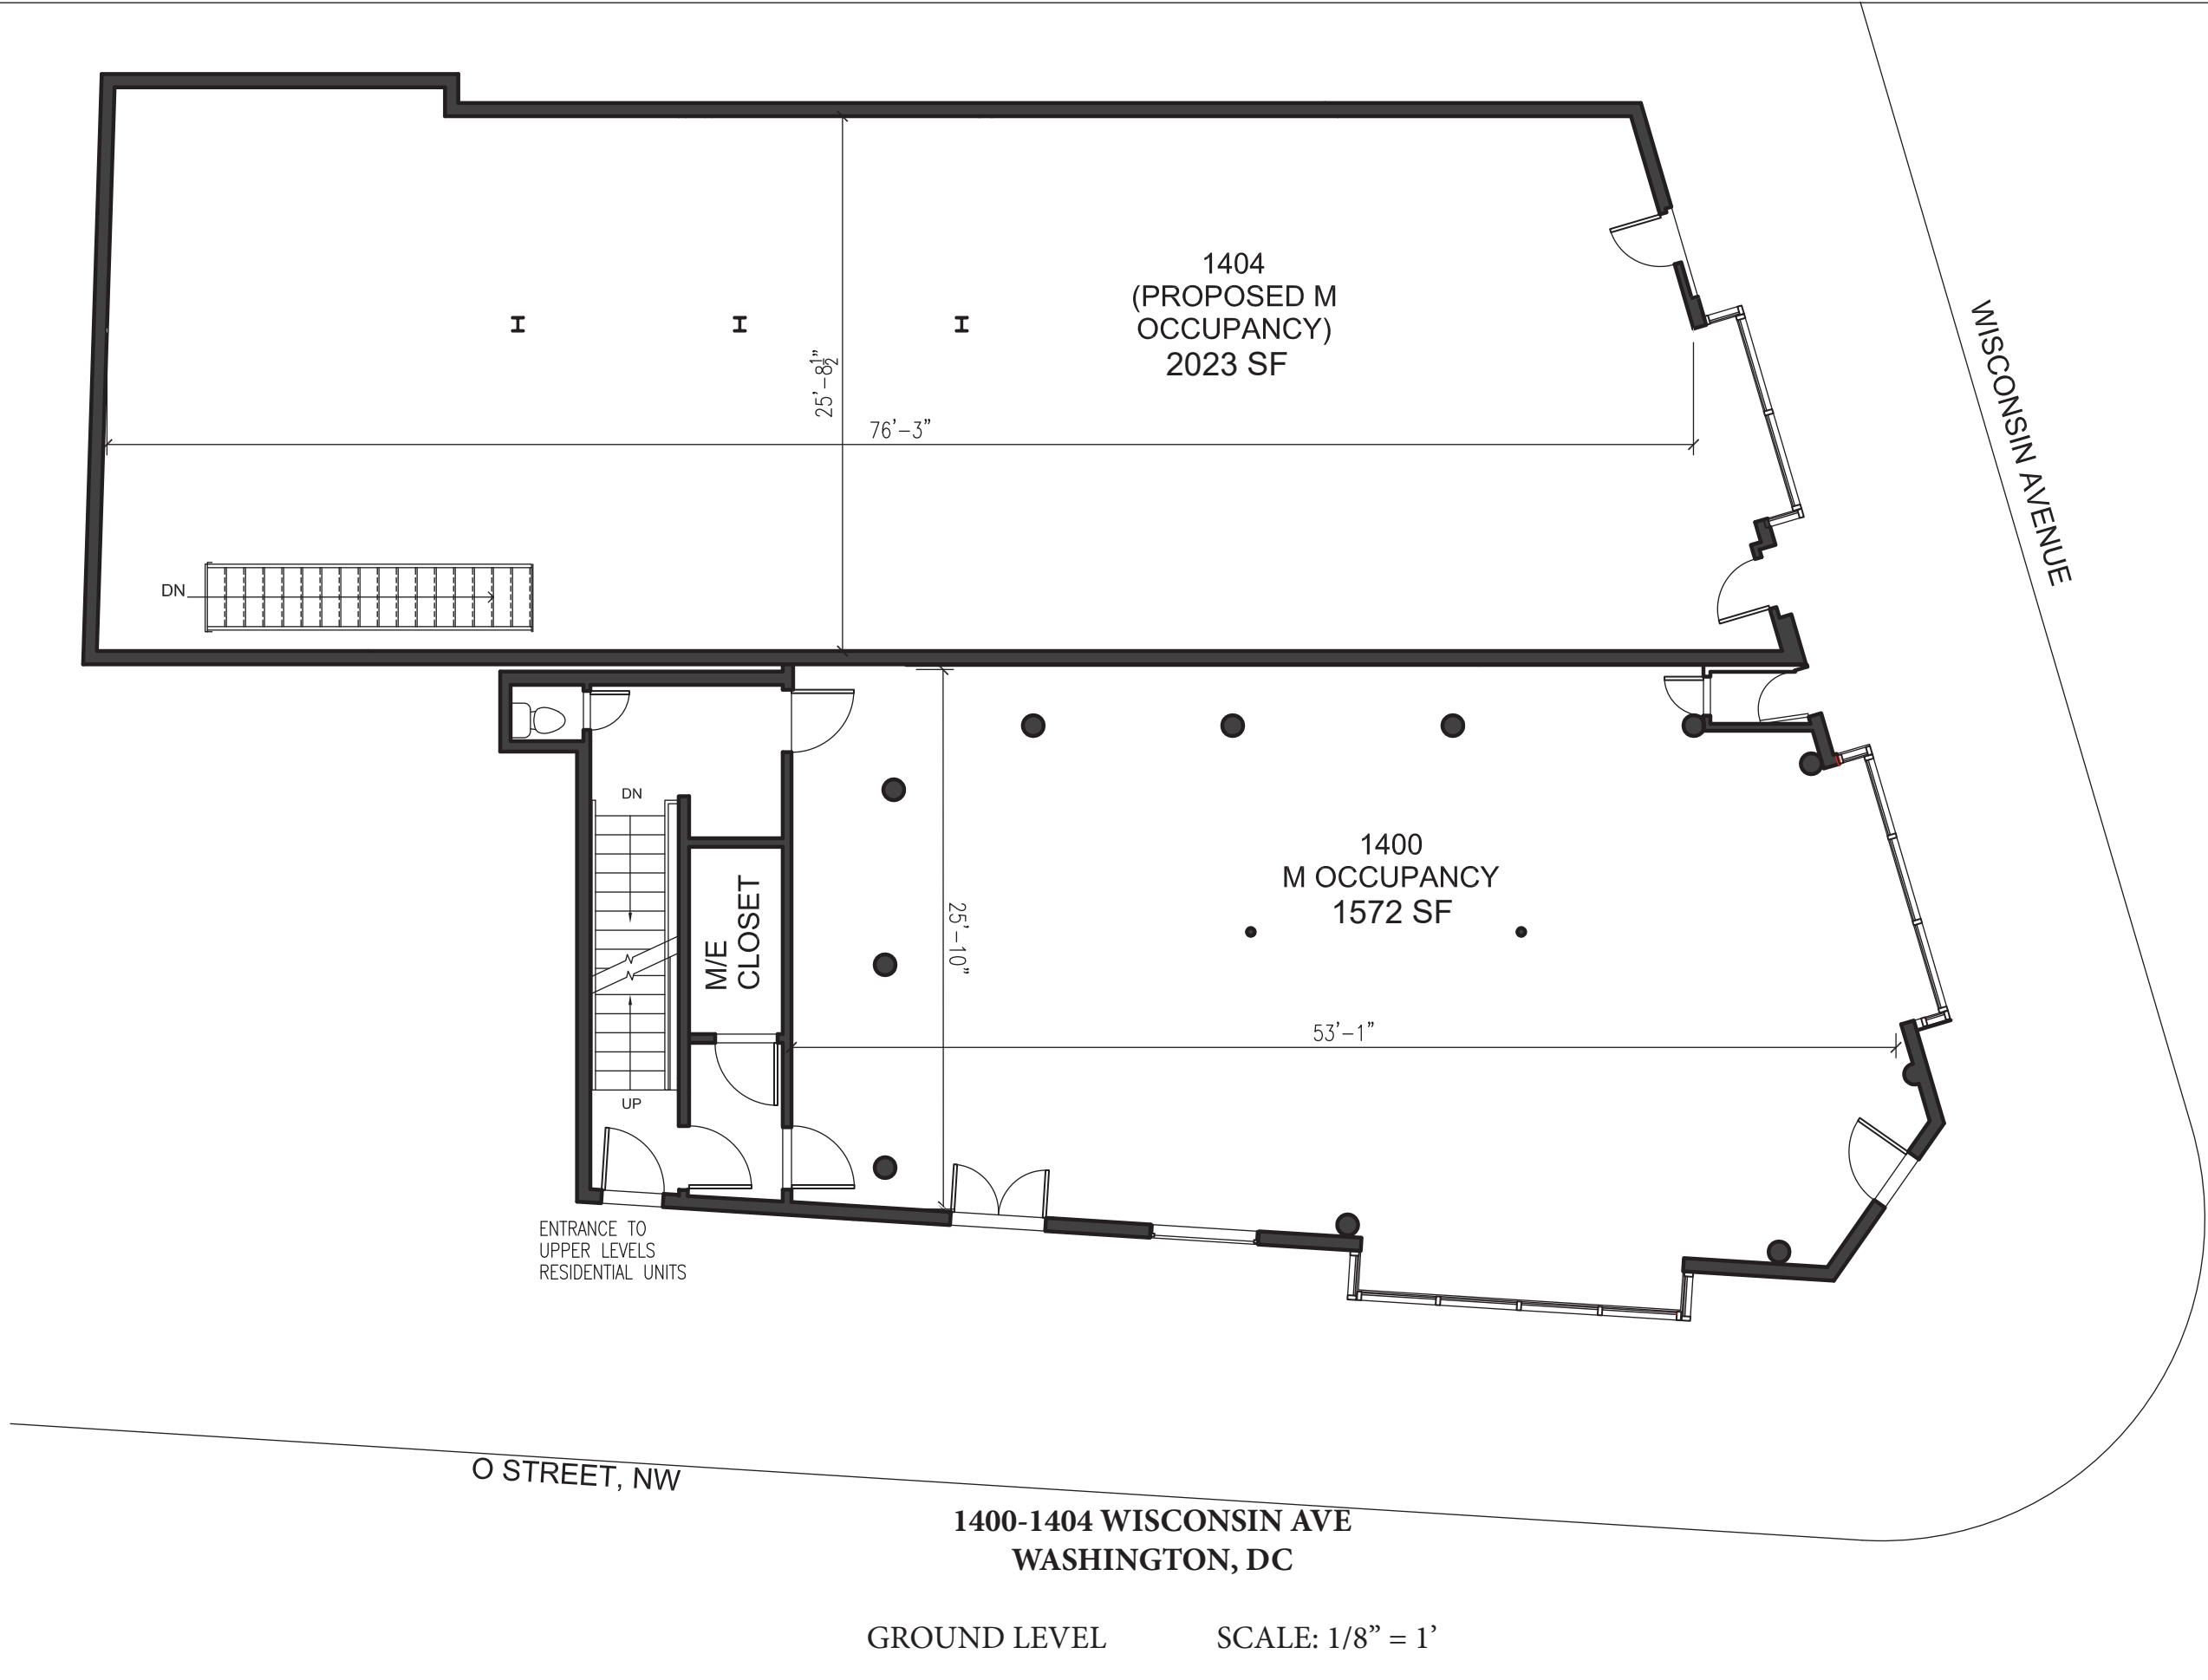 1404
(PROPOSED M
OCCUPANCY)
2023 SF
25'-8½"
76'-3"
WISCONSIN AVENUE
DN
DN
1400
M OCCUPANCY
1572 SF
M/E
CLOSET
25'-10"
53'-1"
UP
ENTRANCE TO
UPPER LEVELS
RESIDENTIAL UNITS
O STREET, NW
1400-1404 WISCONSIN AVE
WASHINGTON, DC
GROUND LEVEL SCALE: 1/8” = 1’